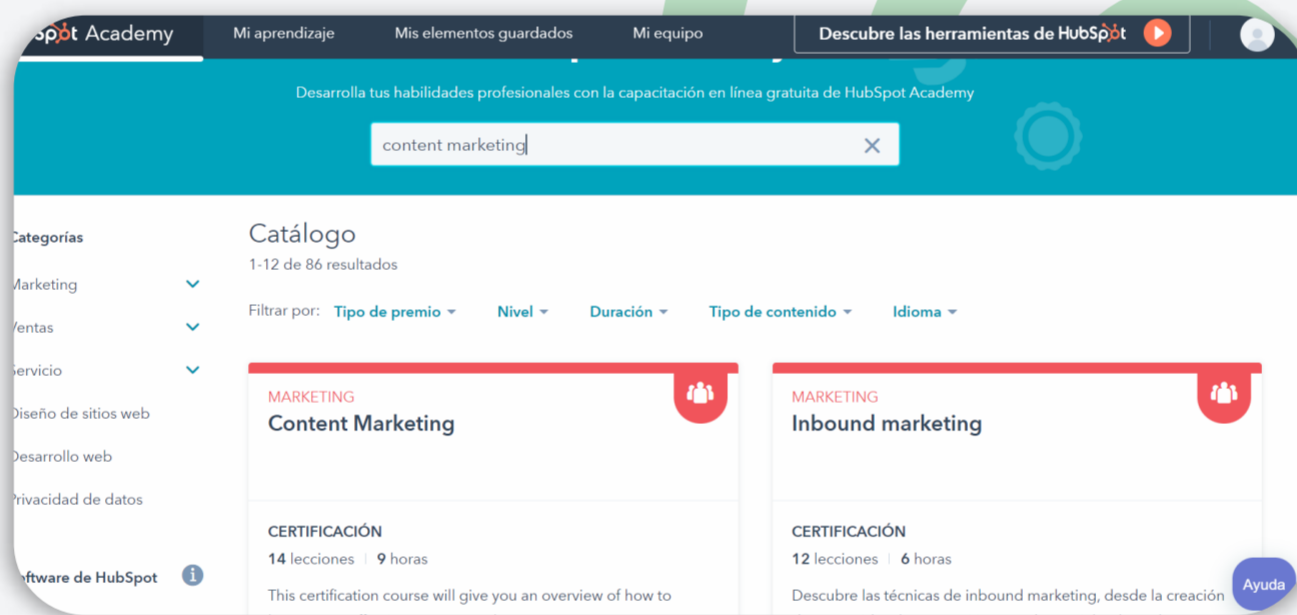 Academy
Mi aprendizaje
Mis elementos guardados
Mi equipo
Descubre las herramientas de HubSpot
Desarrolla tus habilidades profesionales con la capacitación en línea gratuita de HubSpot Academy
content marketing
Categorías
Marketing
Ventas
Servicio
Diseño de sitios web
Desarrollo web
Privacidad de datos
Software de HubSpot
Catálogo
1-12 de 86 resultados
Filtrar por: Tipo de premio Nivel Duración Tipo de contenido Idioma
MARKETING
Content Marketing
CERTIFICACIÓN
14 lecciones | 9 horas
This certification course will give you an overview of how to
MARKETING
Inbound marketing
CERTIFICACIÓN
12 lecciones | 6 horas
Descubre las técnicas de inbound marketing, desde la creación
Ayuda